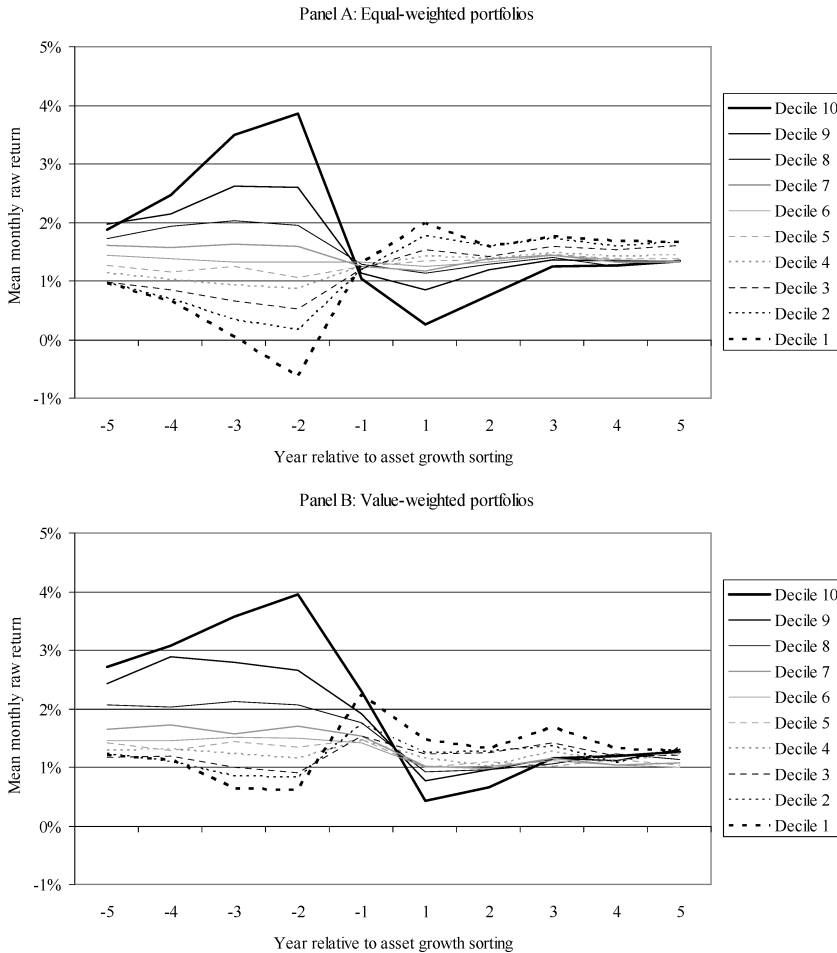 Panel A: Equal-weighted portfolios
5%
4%
3%
2%
1%
0%
-1%
Mean monthly raw return
-5 -4 -3 -2 -1 1 2 3 4 5
Year relative to asset growth sorting
Decile 10
Decile 9
Decile 8
Decile 7
Decile 6
Decile 5
Decile 4
Decile 3
Decile 2
Decile 1
Panel B: Value-weighted portfolios
5%
4%
3%
2%
1%
0%
-1%
Mean monthly raw return
-5 -4 -3 -2 -1 1 2 3 4 5
Year relative to asset growth sorting
Decile 10
Decile 9
Decile 8
Decile 7
Decile 6
Decile 5
Decile 4
Decile 3
Decile 2
Decile 1